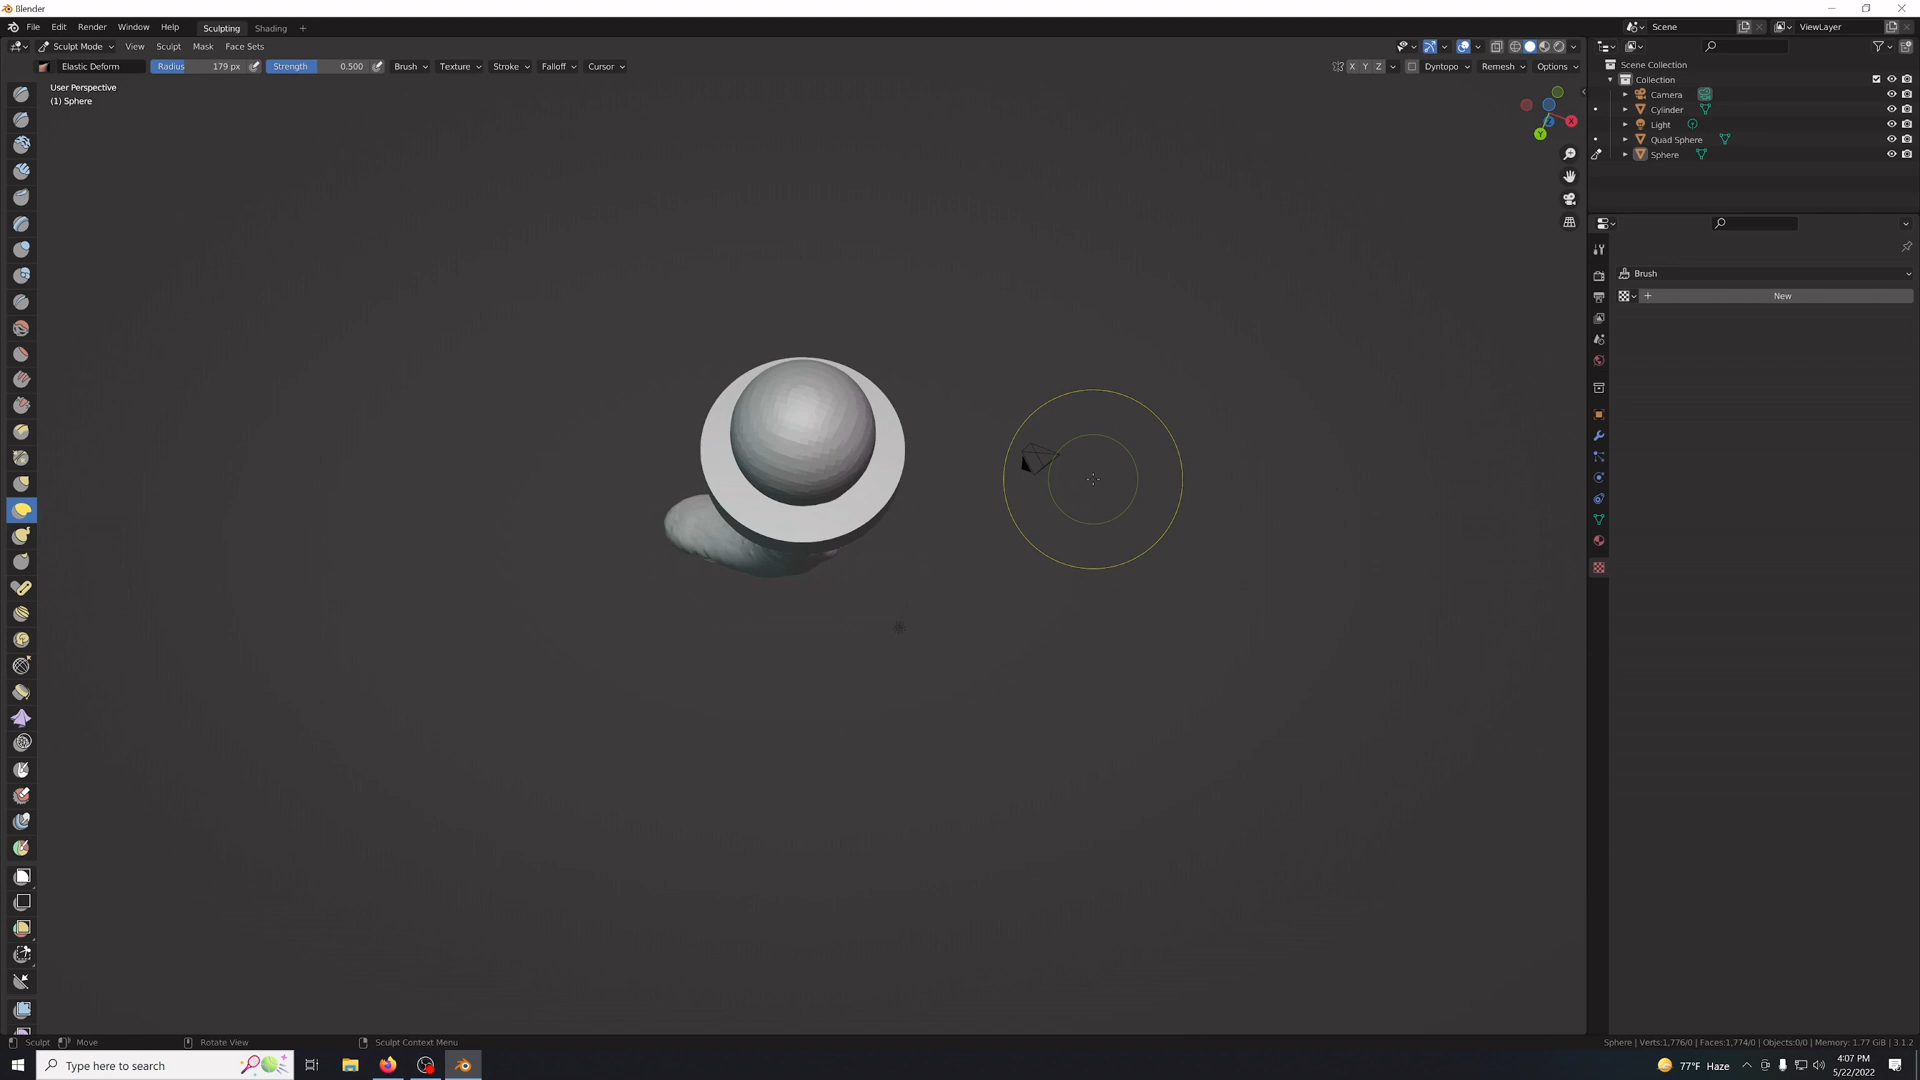 Blender
File Edit Render Window Help Sculpting Shading + Scene ViewLayer
Sculpt Mode View Sculpt Mask Face Sets
Elastic Deform Radius 179 px Strength 0.500 Brush Texture Stroke Falloff Cursor X Y Z Dyntopo Remesh Options
User Perspective
(1) Sphere
X
Y
Z
Scene Collection
Collection
Camera
Cylinder
Light
Quad Sphere
Sphere
Brush
+ New
Sculpt Move Rotate View Sculpt Context Menu
Sphere | Verts:1,776/0 | Faces:1,774/0 | Objects:0/0 | Memory: 1.77 GiB | 3.1.2
Type here to search
77°F Haze
4:07 PM
5/22/2022